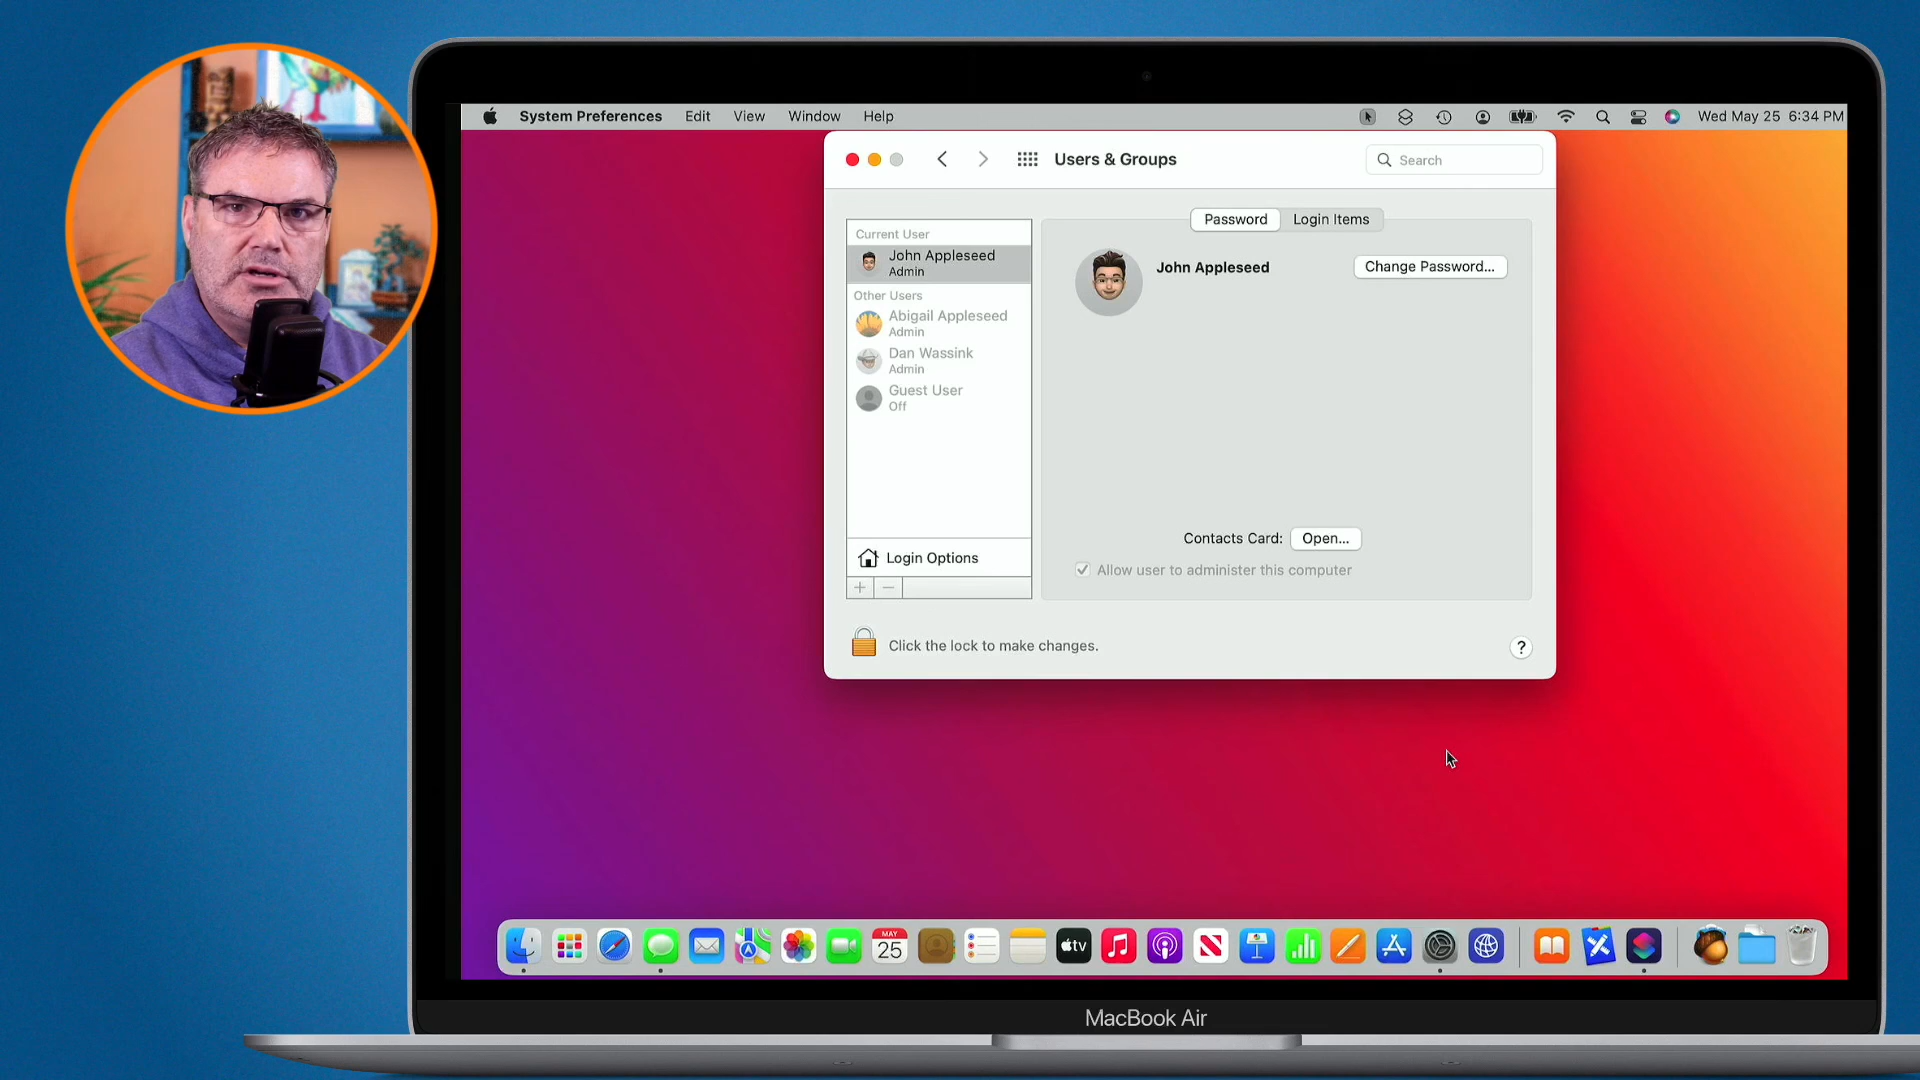 System Preferences Edit View Window Help Wed May 25 6:34 PM
Users & Groups
Search
Password Login Items
Current User
John Appleseed
Admin
Other Users
Abigail Appleseed
Admin
Dan Wassink
Admin
Guest User
Off
Login Options
John Appleseed
Change Password...
Contacts Card: Open...
Allow user to administer this computer
Click the lock to make changes.
?
MAY
25
tv
MacBook Air